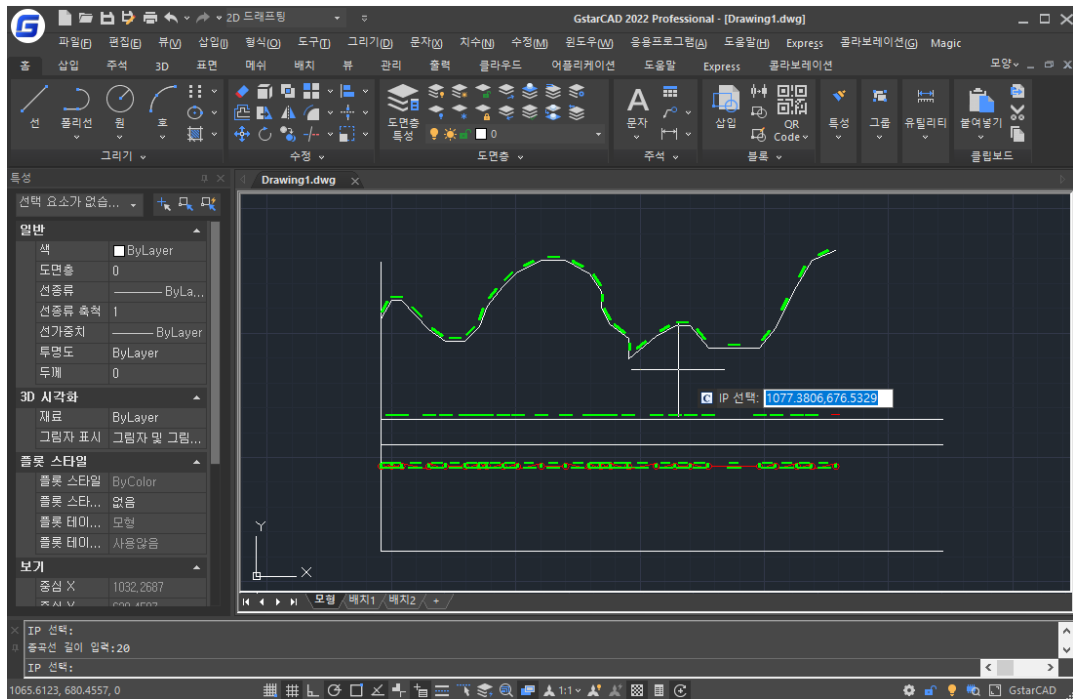 2D 드래프팅
GstarCAD 2022 Professional - [Drawing1.dwg]
파일(F) 편집(E) 뷰(V) 삽입(I) 형식(O) 도구(T) 그리기(D) 문자(X) 치수(N) 수정(M) 윈도우(W) 응용프로그램(A) 도움말(H) Express 콜라보레이션(G) Magic
홈 삽입 주석 3D 표면 메쉬 배치 뷰 관리 출력 클라우드 어플리케이션 도움말 Express 콜라보레이션 모양
선 폴리선 원 호 도면층 특성 0 문자 삽입 QR Code 특성 그룹 유틸리티 붙여넣기
그리기 수정 도면층 주석 블록 클립보드
특성
Drawing1.dwg
선택 요소가 없습...
일반
색 ByLayer
도면층 0
선종류 ByLa...
선종류 축척 1
선가중치 ByLayer
투명도 ByLayer
두께 0
3D 시각화
재료 ByLayer
그림자 표시 그림자 및 그림...
플롯 스타일
플롯 스타일 ByColor
플롯 스타... 없음
플롯 테이... 모형
플롯 테이... 사용않음
보기
중심 X 1032,2687
IP 선택: 1077.3806,676.5329
Y
X
모형 배치1 배치2 +
IP 선택:
종곡선 길이 입력:20
IP 선택:
1065.6123, 680.4557, 0
1:1
GstarCAD